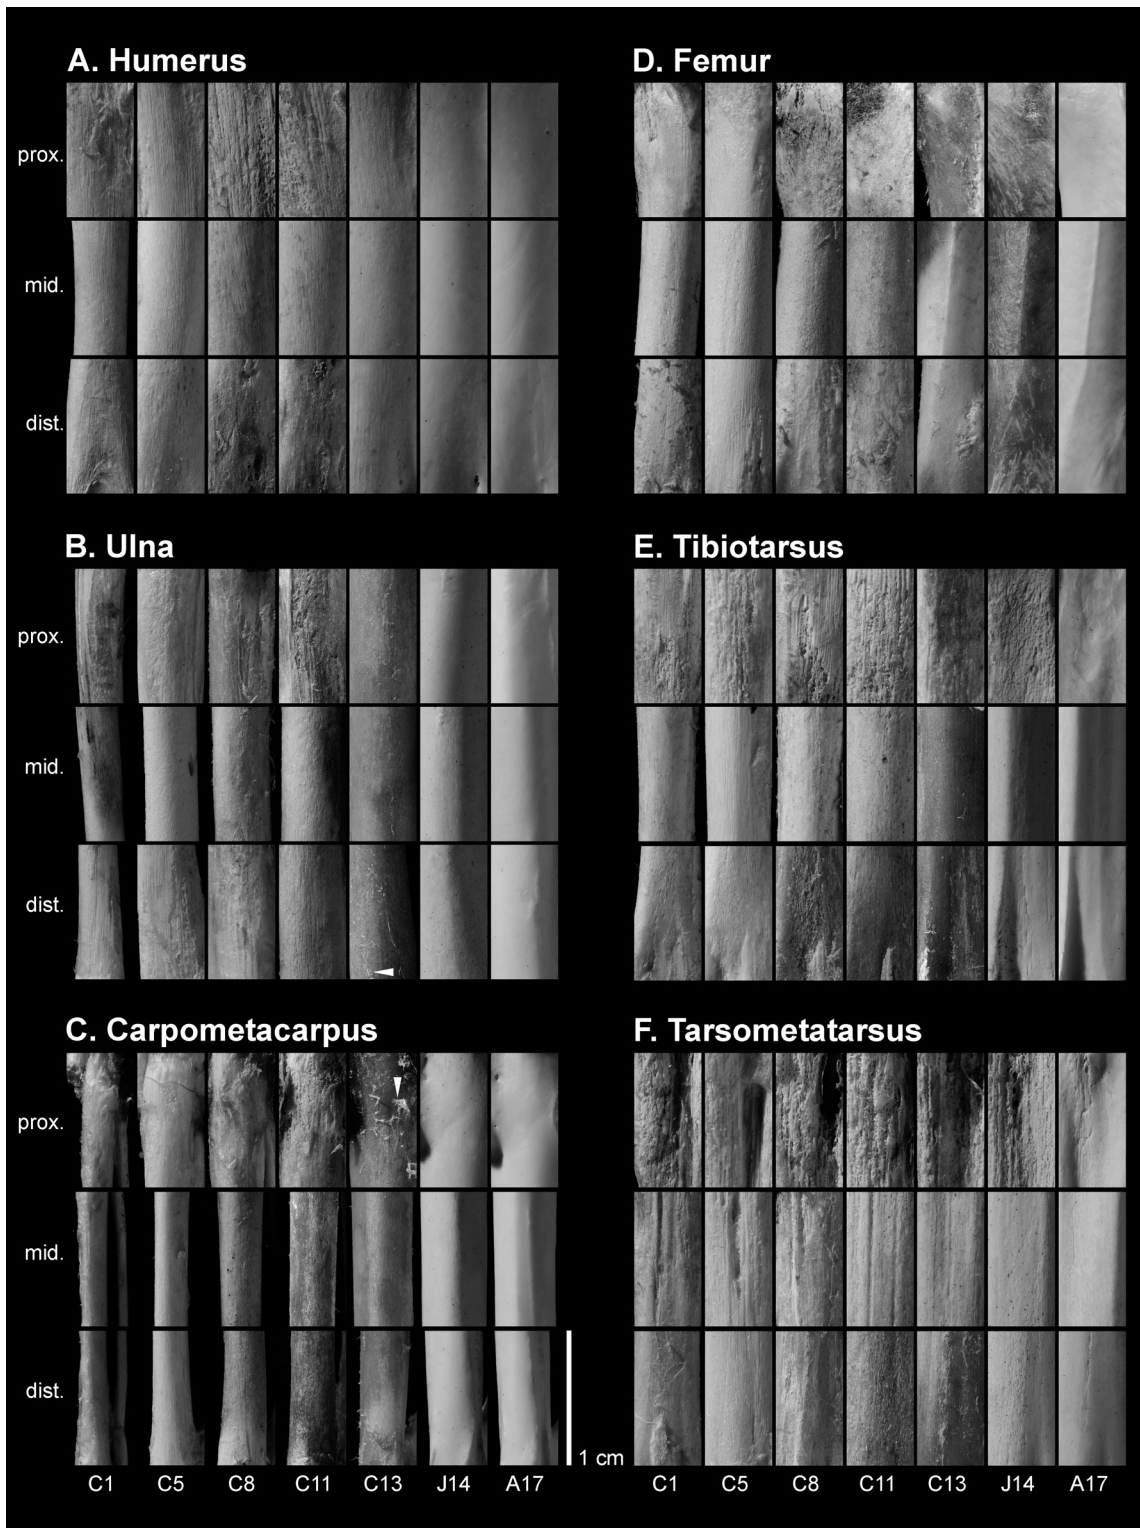 A. Humerus
prox.
mid.
dist.
B. Ulna
prox.
mid.
dist.
C. Carpometacarpus
prox.
mid.
dist.
1 cm
C1 C5 C8 C11 C13 J14 A17
D. Femur
E. Tibiotarsus
F. Tarsometatarsus
C1 C5 C8 C11 C13 J14 A17